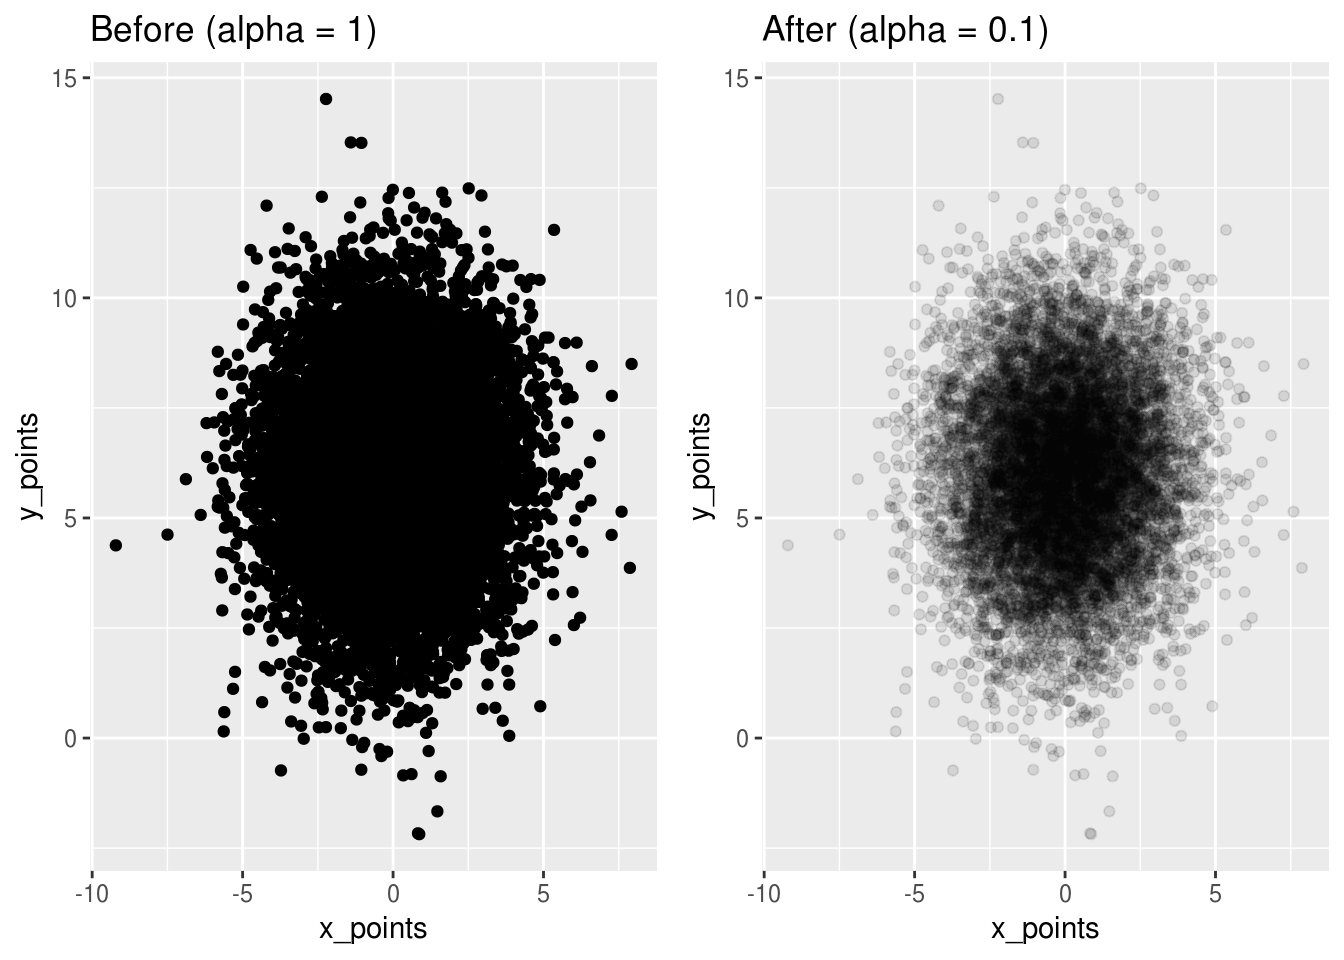 Before (alpha = 1)
15
10
5
0
y_points
-10 -5 0 5
x_points
After (alpha = 0.1)
15
10
5
0
y_points
-10 -5 0 5
x_points